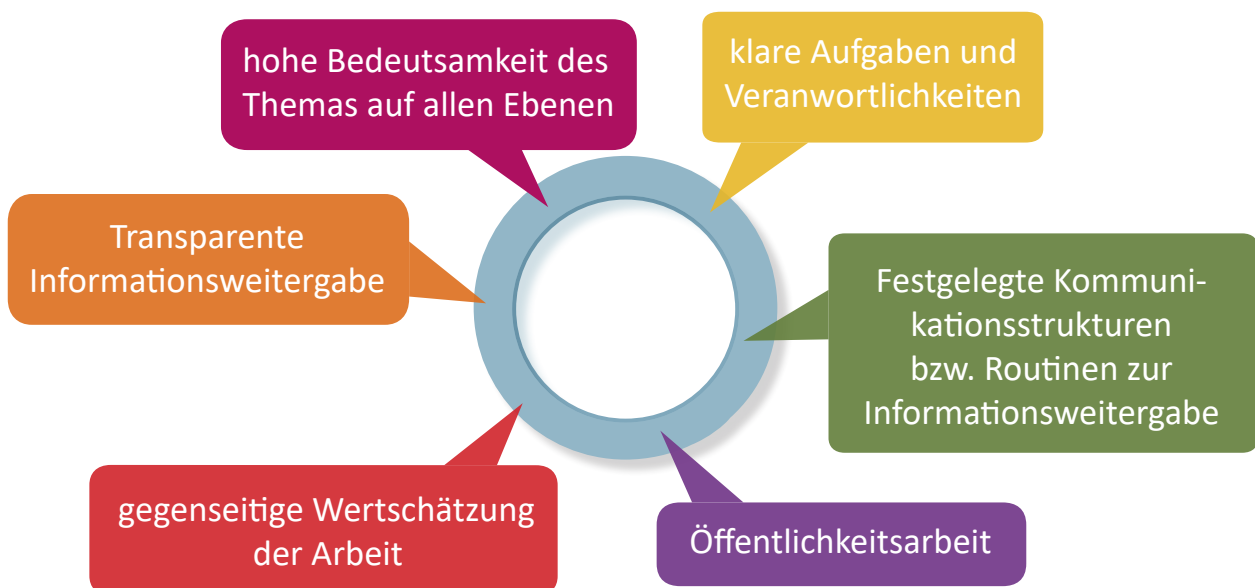 hohe Bedeutsamkeit des
Themas auf allen Ebenen
klare Aufgaben und
Veranwortlichkeiten
Transparente
Informationsweitergabe
Festgelegte Kommuni-
kationsstrukturen
bzw. Routinen zur
Informationsweitergabe
gegenseitige Wertschätzung
der Arbeit
Öffentlichkeitsarbeit